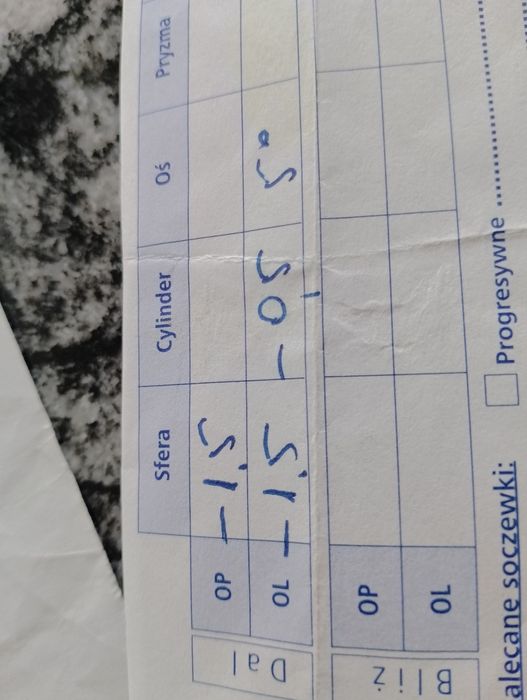 Sfera Cylinder Oś Pryzma
Dal
OP -1,5
OL -1,5 -0,5 5°
Bliż
OP
OL
alecane soczewki: Progresywne ....................